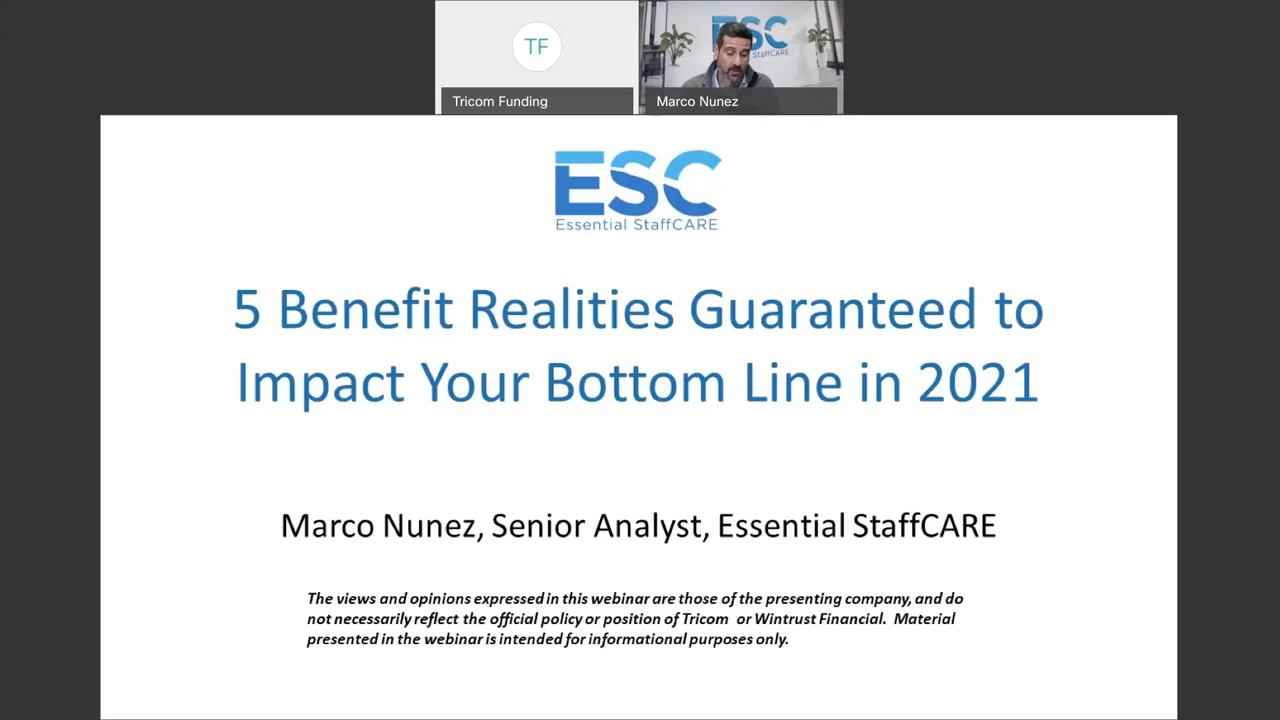 TF
ESC
StaffCARE
Tricom Funding
Marco Nunez
ESC
Essential StaffCARE
5 Benefit Realities Guaranteed to
Impact Your Bottom Line in 2021
Marco Nunez, Senior Analyst, Essential StaffCARE
The views and opinions expressed in this webinar are those of the presenting company, and do
not necessarily reflect the official policy or position of Tricom or Wintrust Financial. Material
presented in the webinar is intended for informational purposes only.